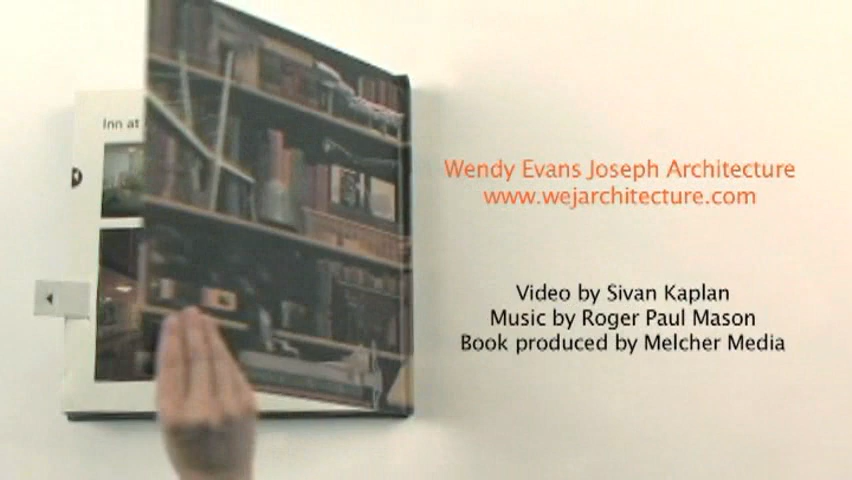 Inn at
Wendy Evans Joseph Architecture
www.wejarchitecture.com
Video by Sivan Kaplan
Music by Roger Paul Mason
Book produced by Melcher Media